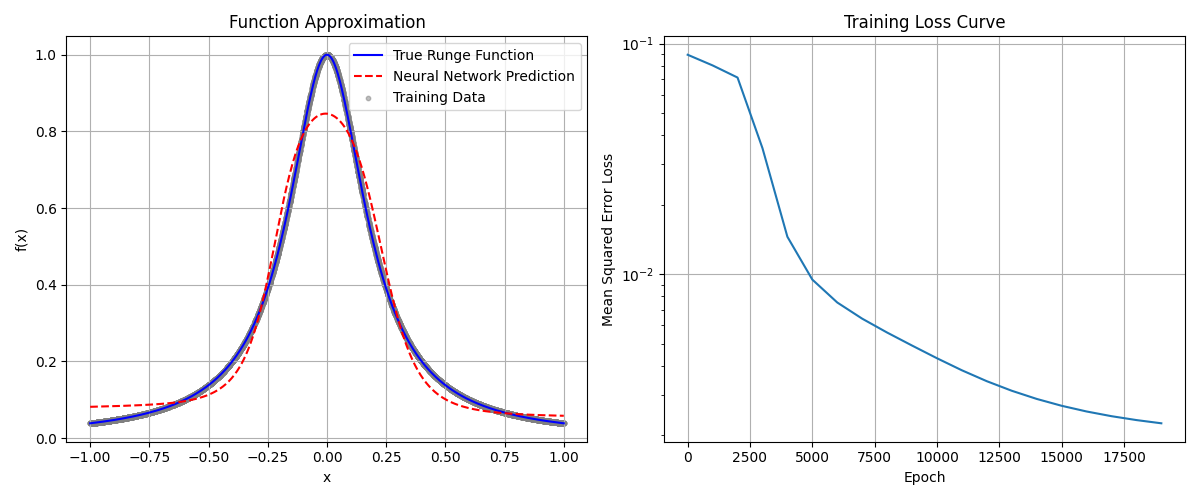 Function Approximation
True Runge Function
Neural Network Prediction
Training Data
f(x)
1.0
0.8
0.6
0.4
0.2
0.0
−1.00 −0.75 −0.50 −0.25 0.00 0.25 0.50 0.75 1.00
x
Training Loss Curve
Mean Squared Error Loss
10−1
10−2
0 2500 5000 7500 10000 12500 15000 17500
Epoch